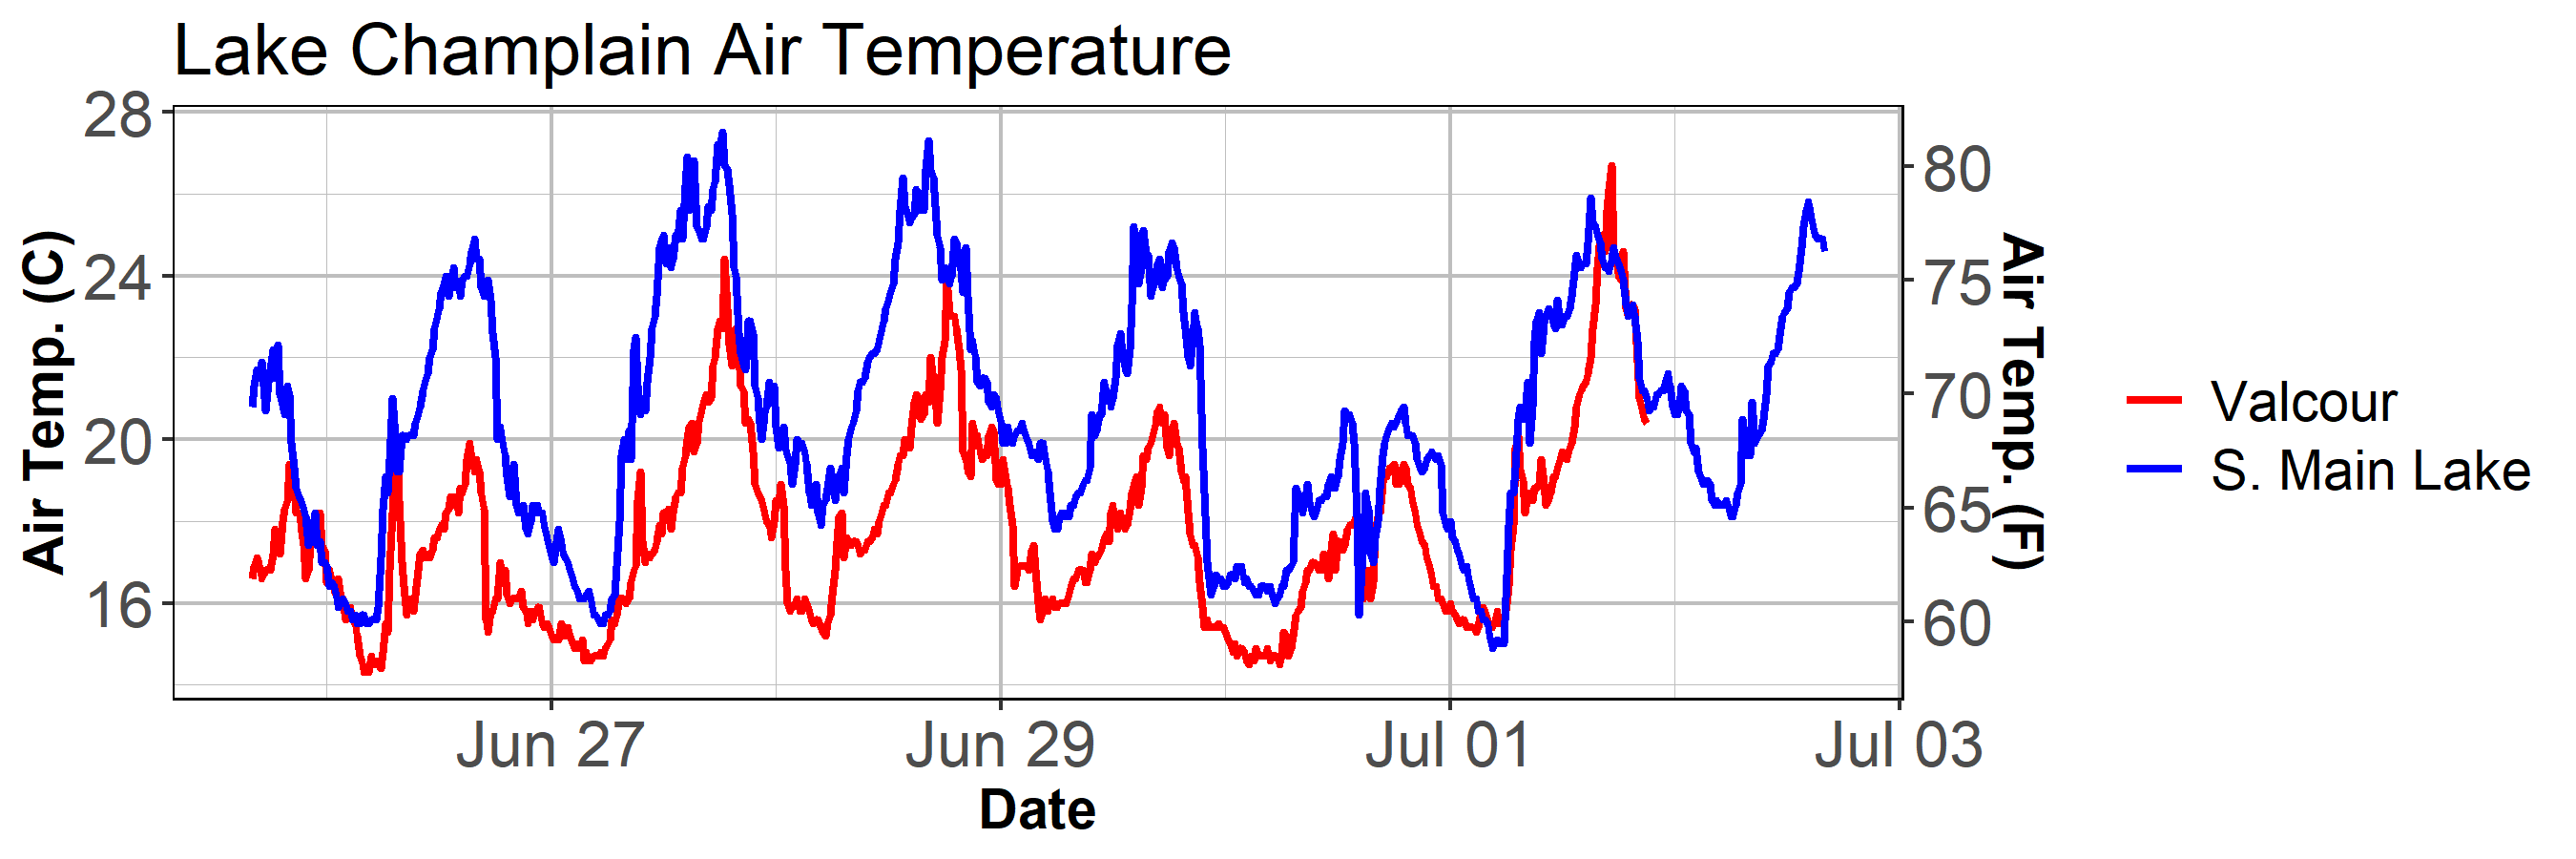 Lake Champlain Air Temperature
Air Temp. (C)
28
24
20
16
80
75
70
65
60
Air Temp. (F)
Jun 27
Jun 29
Jul 01
Jul 03
Date
Valcour
S. Main Lake